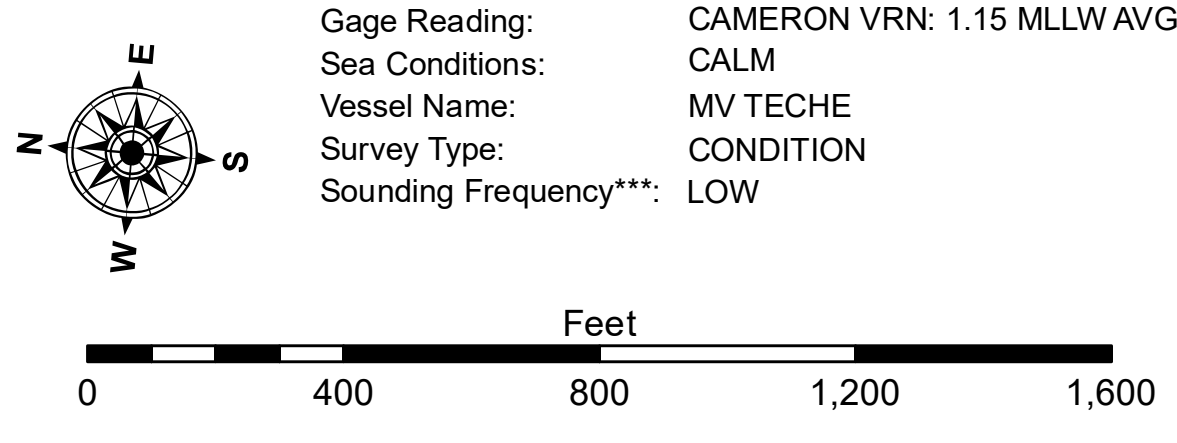 Gage Reading: CAMERON VRN: 1.15 MLLW AVG
Sea Conditions: CALM
Vessel Name: MV TECHE
Survey Type: CONDITION
Sounding Frequency***: LOW
E
N
S
W
Feet
0 400 800 1,200 1,600